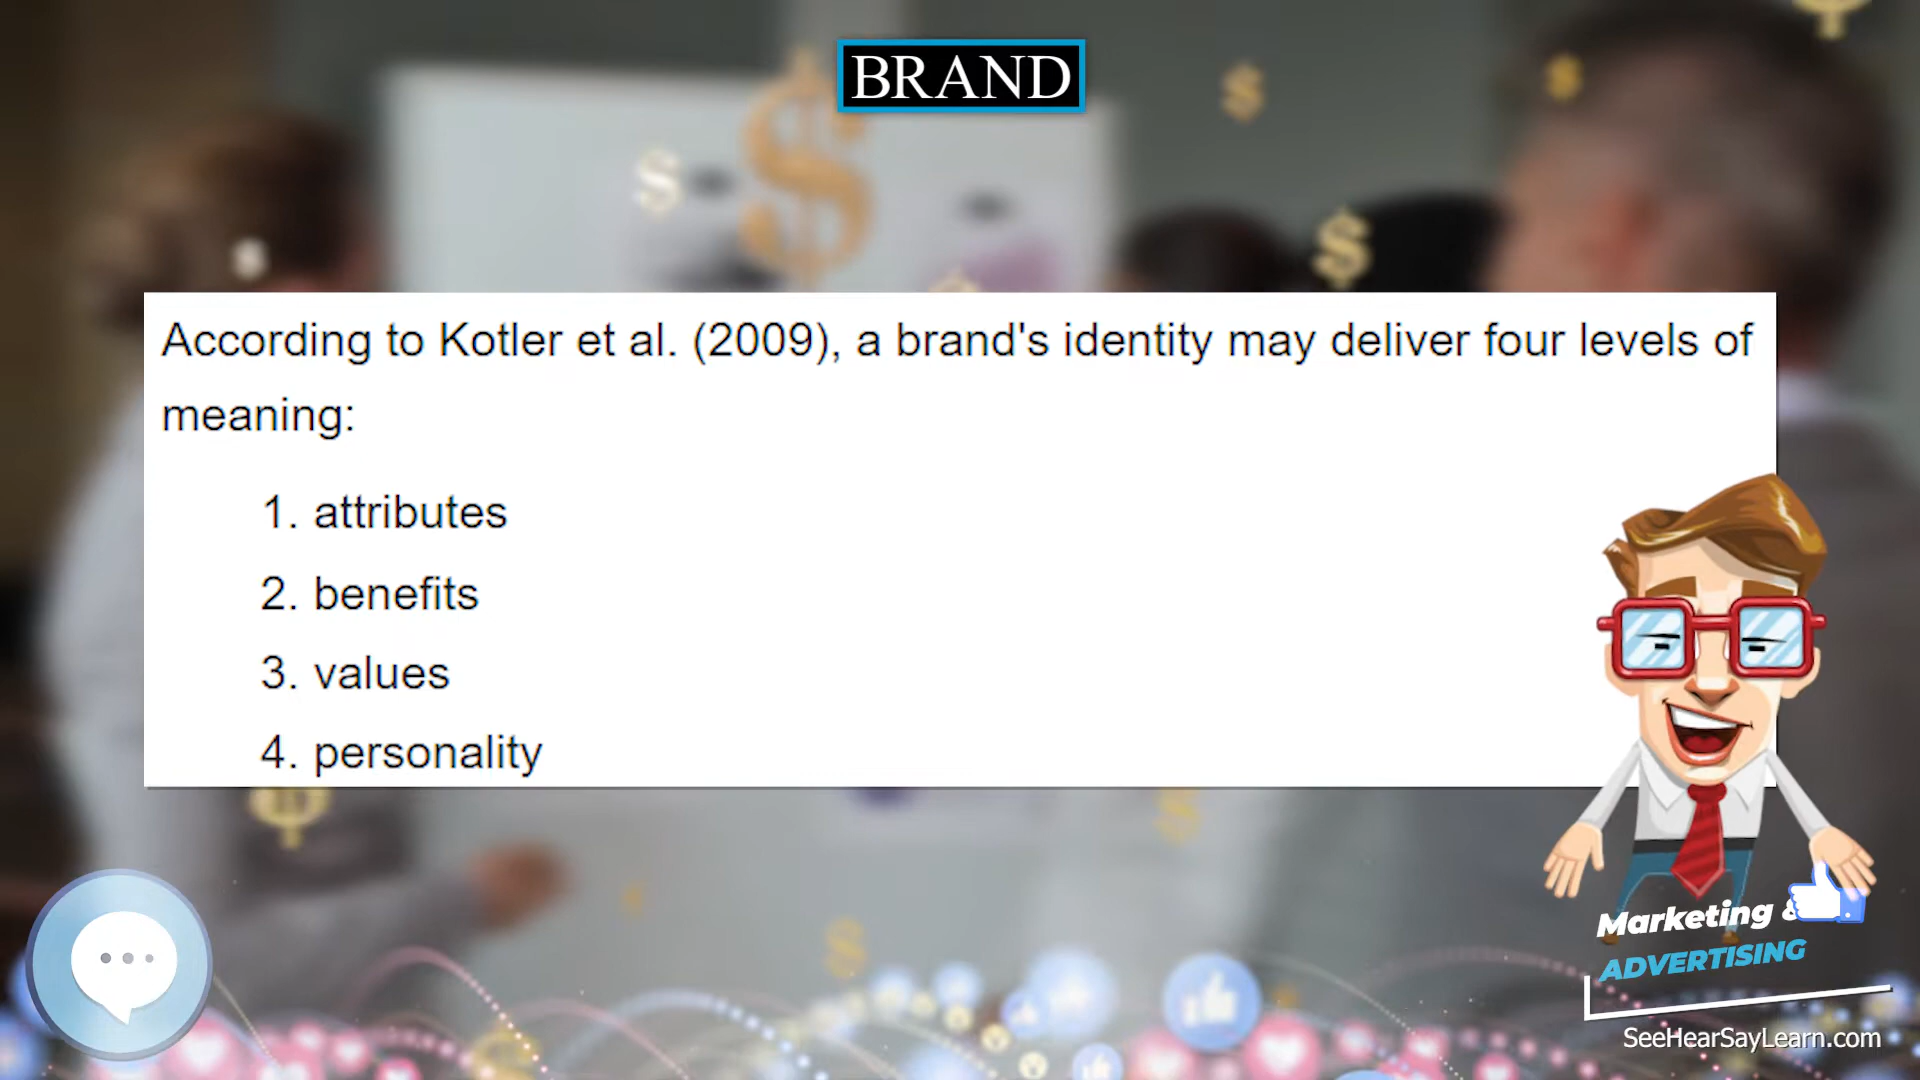 BRAND
According to Kotler et al. (2009), a brand's identity may deliver four levels of
meaning:
1. attributes
2. benefits
3. values
4. personality
Marketing &
ADVERTISING
SeeHearSayLearn.com